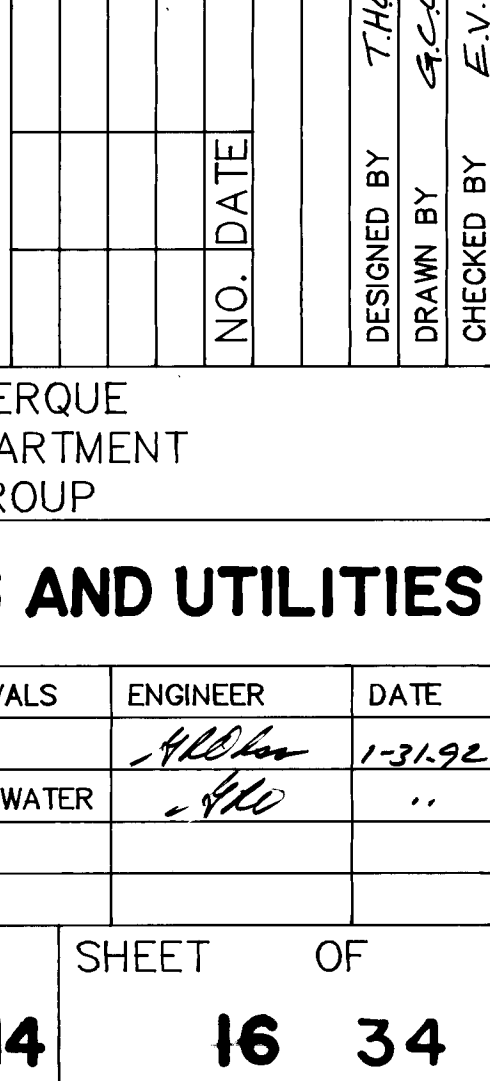 NO. DATE
DESIGNED BY
DRAWN BY
CHECKED BY E.V.
ERQUE
ARTMENT
ROUP
AND UTILITIES
VALS ENGINEER DATE
1-31-92
WATER
SHEET OF
14 16 34